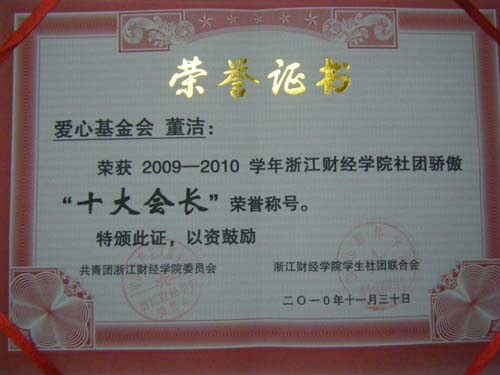 荣誉证书
爱心基金会 董洁:
荣获 2009—2010 学年浙江财经学院社团骄傲
“十大会长”荣誉称号。
特颁此证，以资鼓励
共青团浙江财经学院委员会 浙江财经学院学生社团联合会
二〇一〇年十一月三十日